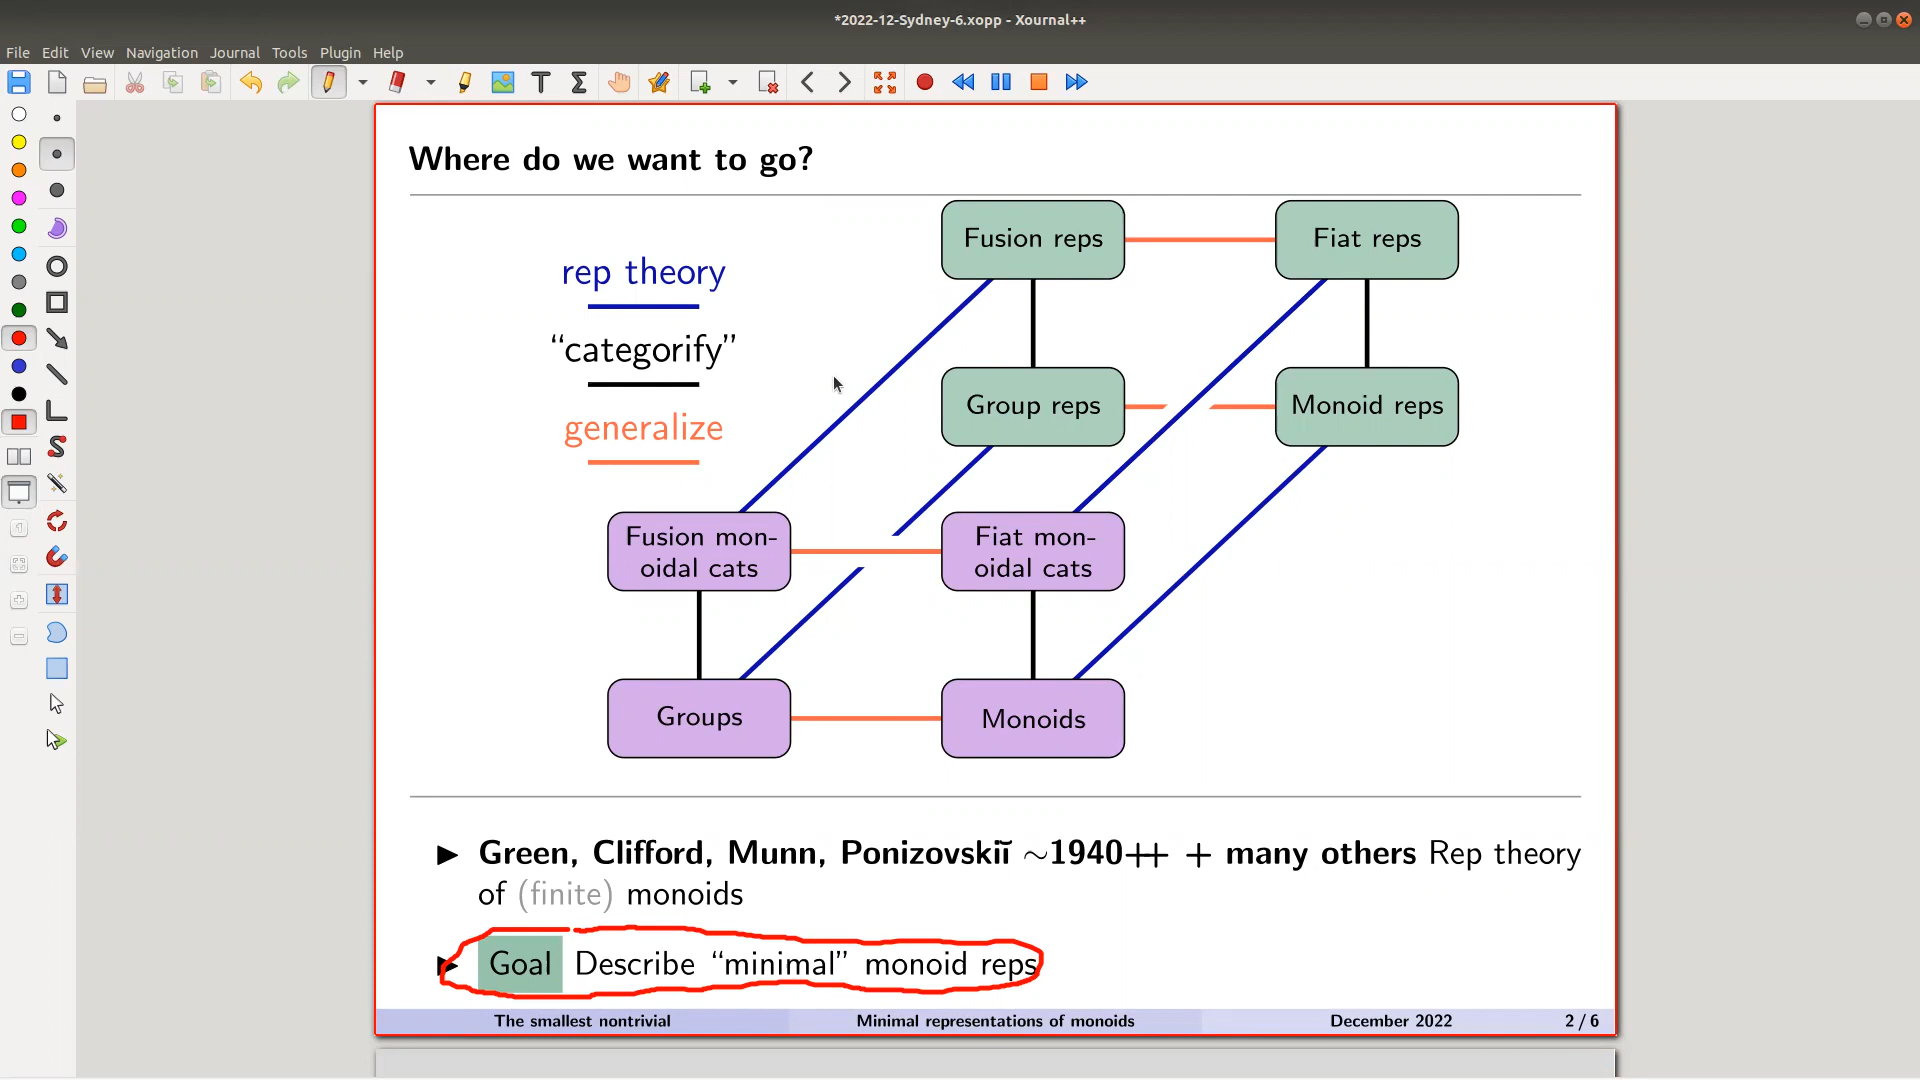 *2022-12-Sydney-6.xopp - Xournal++
File Edit View Navigation Journal Tools Plugin Help
Where do we want to go?
rep theory
“categorify”
generalize
Fusion reps
Fiat reps
Group reps
Monoid reps
Fusion mon-
oidal cats
Fiat mon-
oidal cats
Groups
Monoids
▶ Green, Clifford, Munn, Ponizovskiĭ ~1940++ + many others Rep theory
of (finite) monoids
▶ Goal Describe “minimal” monoid reps
The smallest nontrivial Minimal representations of monoids December 2022 2 / 6